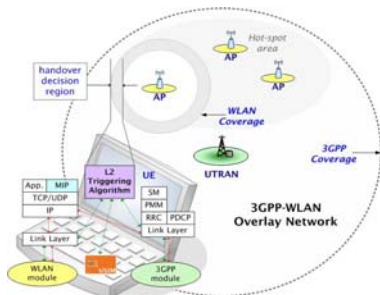 Hot-spot
area
AP
AP
AP
handover
decision
region
WLAN
Coverage
UTRAN
3GPP
Coverage
3GPP-WLAN
Overlay Network
L2
Triggering
Algorithm
UE
App. MIP
TCP/UDP
IP
Link Layer
SM
PMM
RRC PDCP
Link Layer
WLAN
module
3GPP
module